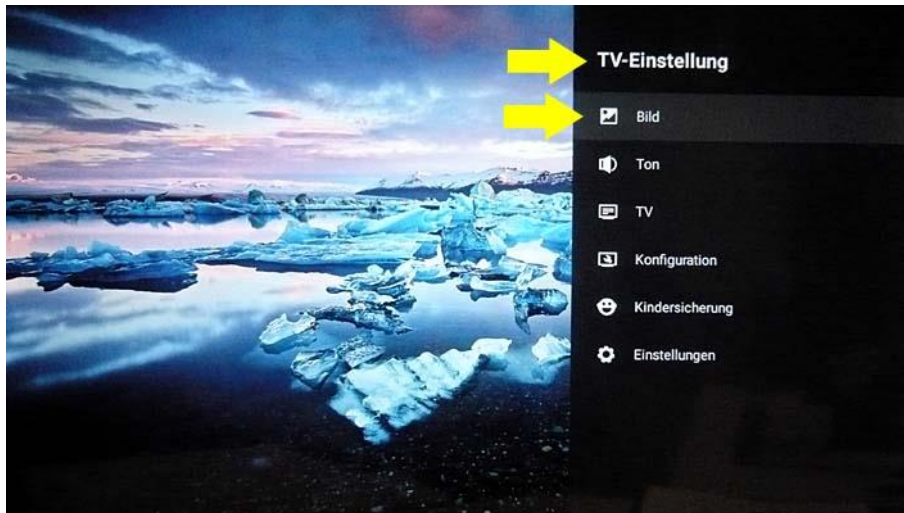 TV-Einstellung
Bild
Ton
TV
Konfiguration
Kindersicherung
Einstellungen